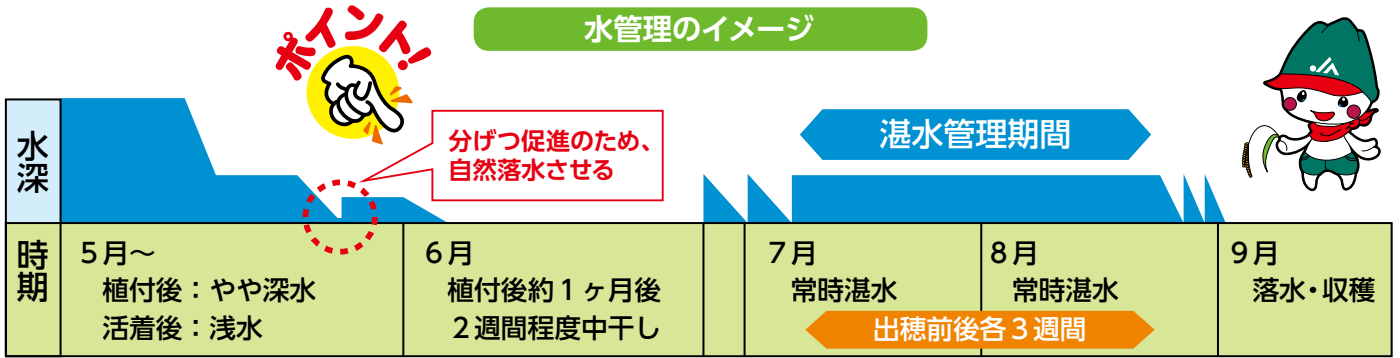 水管理のイメージ
ポイント!
分げつ促進のため、
自然落水させる
湛水管理期間
水深
時期
5月～
植付後：やや深水
活着後：浅水
6月
植付後約1ヶ月後
2週間程度中干し
7月
常時湛水
8月
常時湛水
出穂前後各3週間
9月
落水・収穫